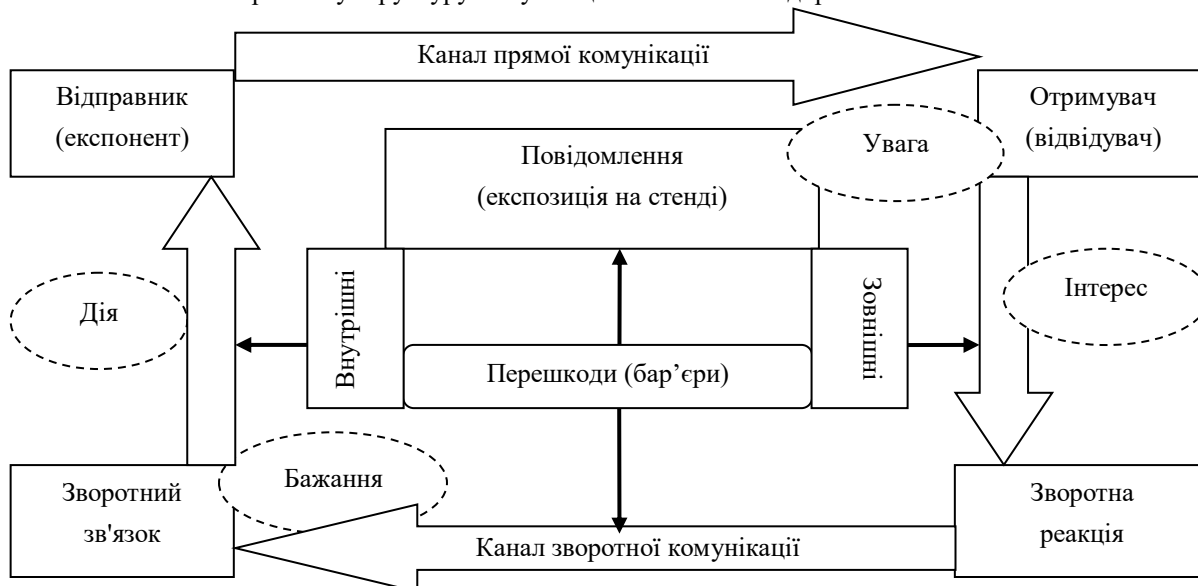 Канал прямої комунікації
Відправник
(експонент)
Отримувач
(відвідувач)
Увага
Повідомлення
(експозиція на стенді)
Дія
Внутрішні
Зовнішні
Інтерес
Перешкоди (бар’єри)
Бажання
Зворотний
зв'язок
Зворотна
реакція
Канал зворотної комунікації